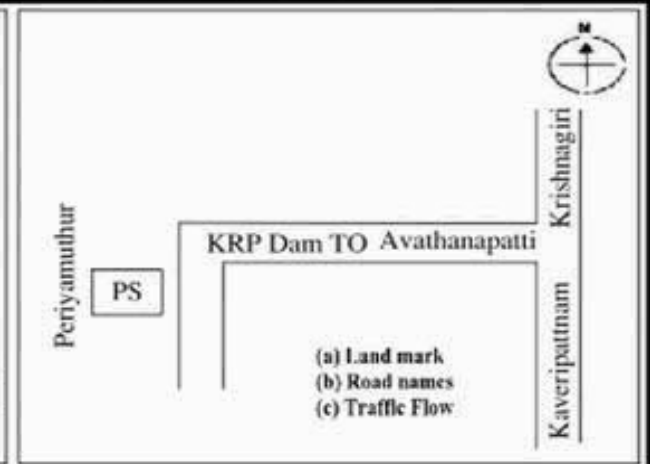 N
Krishnagiri
KRP Dam TO Avathanapatti
Periyamuthur
PS
Kaveripattnam
(a) Land mark
(b) Road names
(c) Traffic Flow